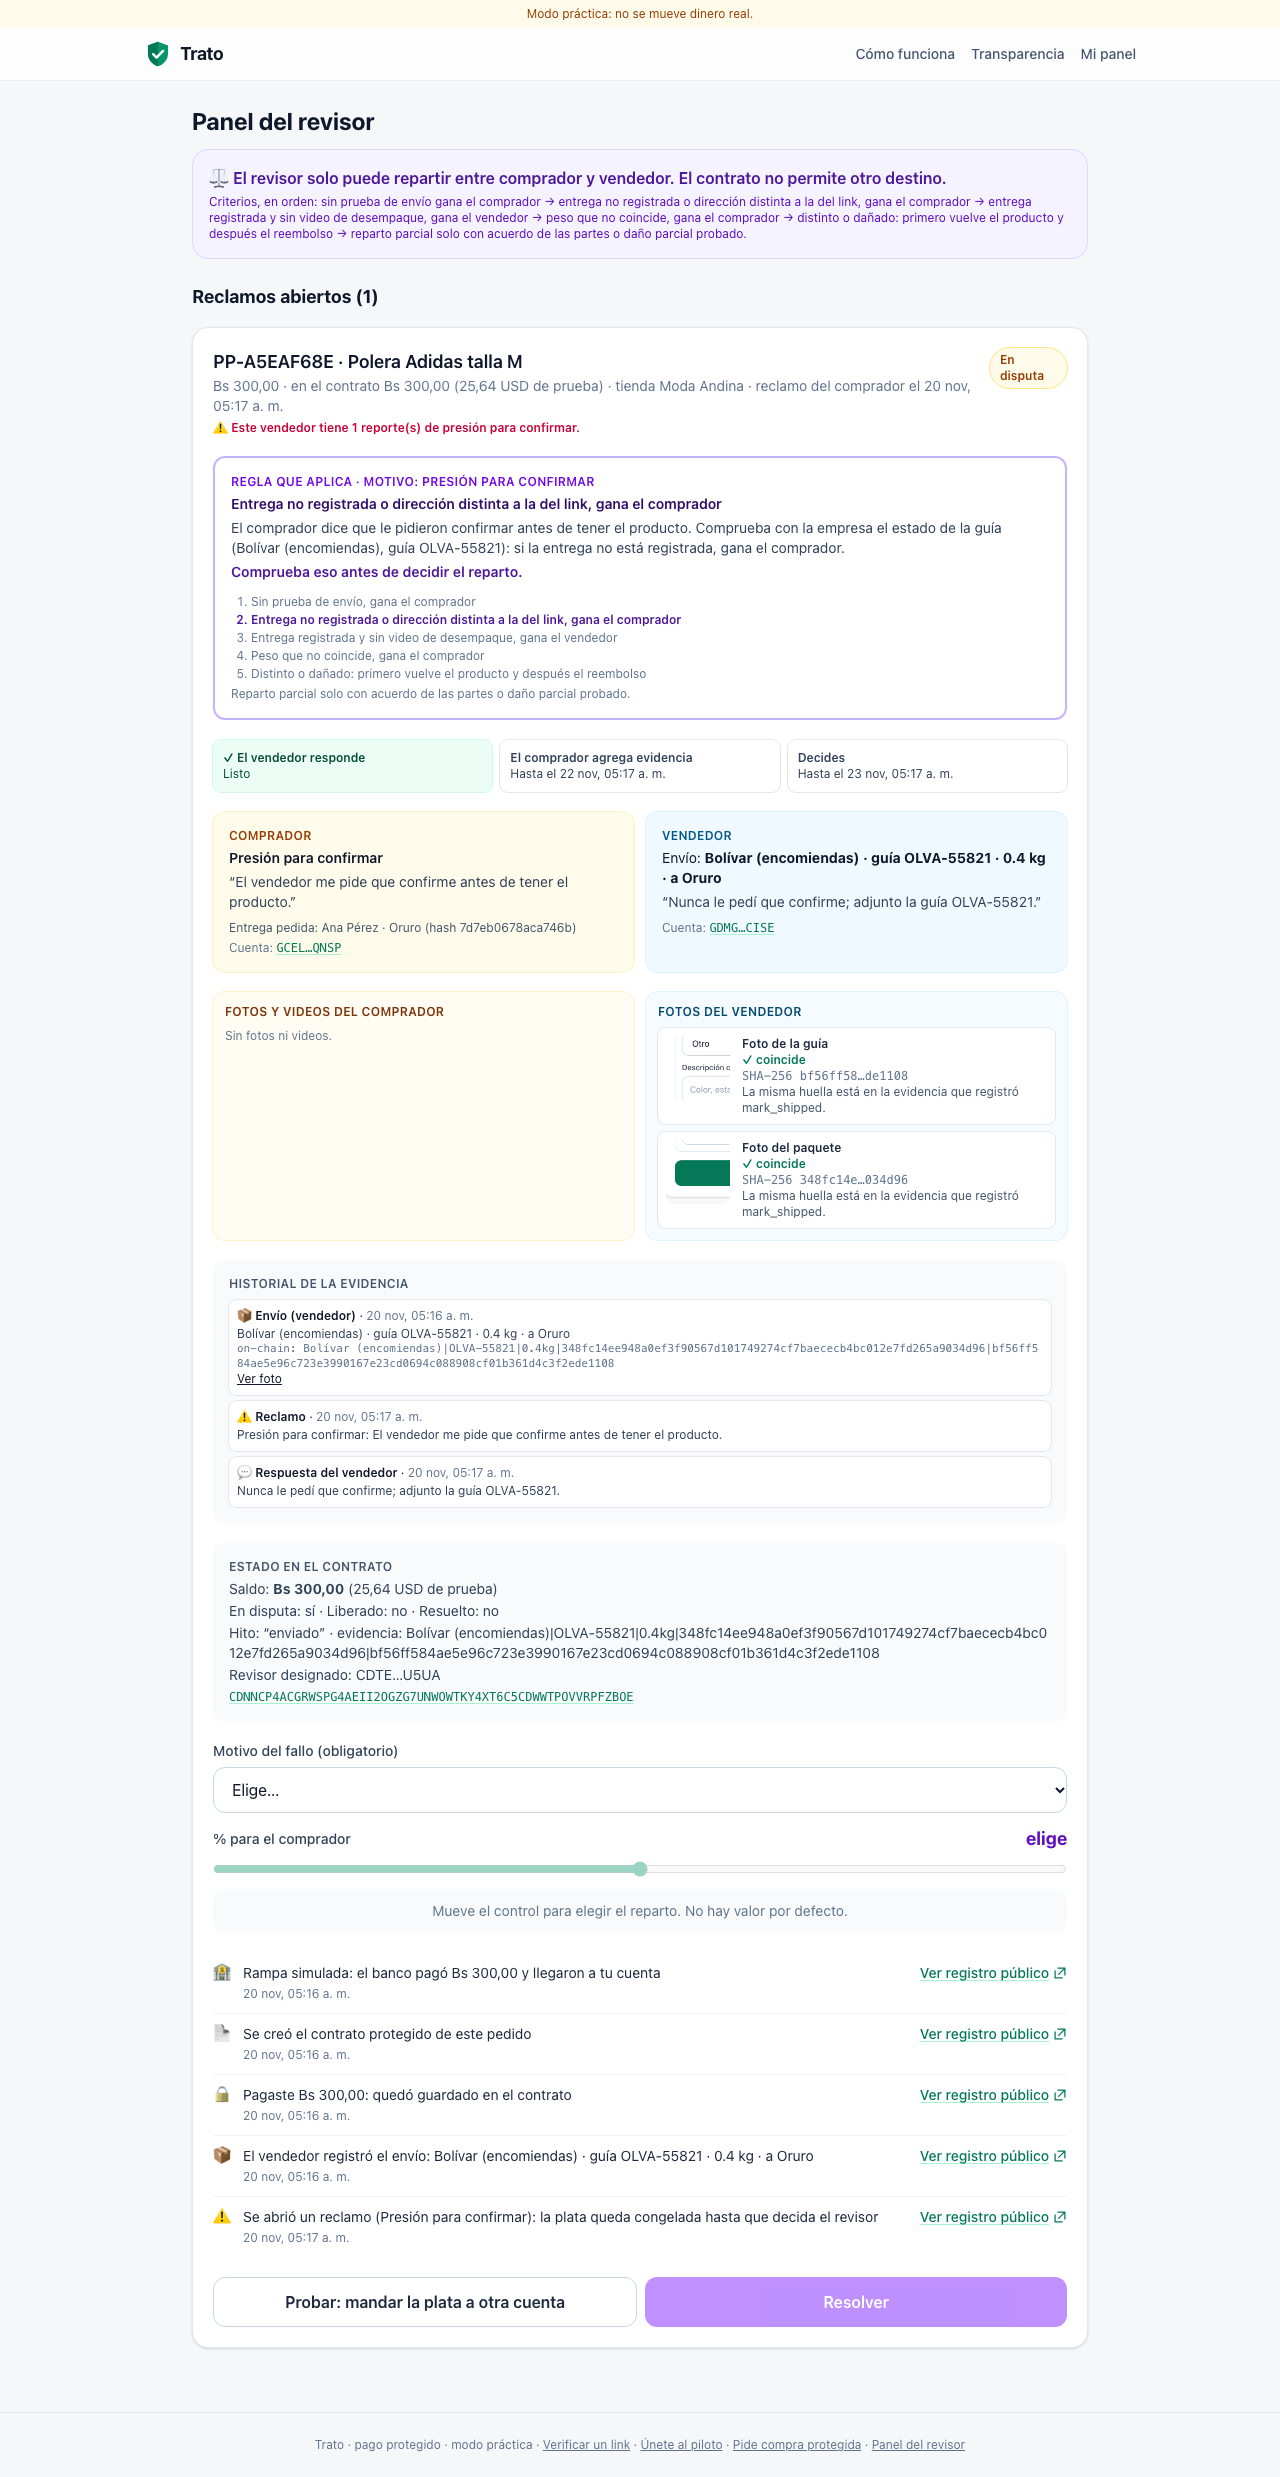 Modo práctica: no se mueve dinero real.
Trato
Cómo funciona
Transparencia
Mi panel
Panel del revisor
El revisor solo puede repartir entre comprador y vendedor. El contrato no permite otro destino.
Criterios, en orden: sin prueba de envío gana el comprador → entrega no registrada o dirección distinta a la del link, gana el comprador → entrega
registrada y sin video de desempaque, gana el vendedor → peso que no coincide, gana el comprador → distinto o dañado: primero vuelve el producto y
después el reembolso → reparto parcial solo con acuerdo de las partes o daño parcial probado.
Reclamos abiertos (1)
PP-A5EAF68E · Polera Adidas talla M
En
disputa
Bs 300,00 · en el contrato Bs 300,00 (25,64 USD de prueba) · tienda Moda Andina · reclamo del comprador el 20 nov,
05:17 a. m.
Este vendedor tiene 1 reporte(s) de presión para confirmar.
REGLA QUE APLICA · MOTIVO: PRESIÓN PARA CONFIRMAR
Entrega no registrada o dirección distinta a la del link, gana el comprador
El comprador dice que le pidieron confirmar antes de tener el producto. Comprueba con la empresa el estado de la guía
(Bolívar (encomiendas), guía OLVA-55821): si la entrega no está registrada, gana el comprador.
Comprueba eso antes de decidir el reparto.
1. Sin prueba de envío, gana el comprador
2. Entrega no registrada o dirección distinta a la del link, gana el comprador
3. Entrega registrada y sin video de desempaque, gana el vendedor
4. Peso que no coincide, gana el comprador
5. Distinto o dañado: primero vuelve el producto y después el reembolso
Reparto parcial solo con acuerdo de las partes o daño parcial probado.
✓ El vendedor responde
Listo
El comprador agrega evidencia
Hasta el 22 nov, 05:17 a. m.
Decides
Hasta el 23 nov, 05:17 a. m.
COMPRADOR
Presión para confirmar
“El vendedor me pide que confirme antes de tener el
producto.”
Entrega pedida: Ana Pérez · Oruro (hash 7d7eb0678aca746b)
Cuenta: GCEL…QNSP
VENDEDOR
Envío: Bolívar (encomiendas) · guía OLVA-55821 · 0.4 kg
· a Oruro
“Nunca le pedí que confirme; adjunto la guía OLVA-55821.”
Cuenta: GDMG…CISE
FOTOS Y VIDEOS DEL COMPRADOR
Sin fotos ni videos.
FOTOS DEL VENDEDOR
Otro
Descripción c
Color, esta
Foto de la guía
✓ coincide
SHA-256 bf56ff58…de1108
La misma huella está en la evidencia que registró
mark_shipped.
Foto del paquete
✓ coincide
SHA-256 348fc14e…034d96
La misma huella está en la evidencia que registró
mark_shipped.
HISTORIAL DE LA EVIDENCIA
Envío (vendedor) · 20 nov, 05:16 a. m.
Bolívar (encomiendas) · guía OLVA-55821 · 0.4 kg · a Oruro
on-chain: Bolívar (encomiendas)|OLVA-55821|0.4kg|348fc14ee948a0ef3f90567d101749274cf7baececb4bc012e7fd265a9034d96|bf56ff5
84ae5e96c723e3990167e23cd0694c088908cf01b361d4c3f2ede1108
Ver foto
Reclamo · 20 nov, 05:17 a. m.
Presión para confirmar: El vendedor me pide que confirme antes de tener el producto.
Respuesta del vendedor · 20 nov, 05:17 a. m.
Nunca le pedí que confirme; adjunto la guía OLVA-55821.
ESTADO EN EL CONTRATO
Saldo: Bs 300,00 (25,64 USD de prueba)
En disputa: sí · Liberado: no · Resuelto: no
Hito: “enviado” · evidencia: Bolívar (encomiendas)|OLVA-55821|0.4kg|348fc14ee948a0ef3f90567d101749274cf7baececb4bc0
12e7fd265a9034d96|bf56ff584ae5e96c723e3990167e23cd0694c088908cf01b361d4c3f2ede1108
Revisor designado: CDTE…U5UA
CDNNCP4ACGRWSPG4AEII2OGZG7UNWOWTKY4XT6C5CDWWTPOVVRPFZBOE
Motivo del fallo (obligatorio)
Elige...
% para el comprador
elige
Mueve el control para elegir el reparto. No hay valor por defecto.
Rampa simulada: el banco pagó Bs 300,00 y llegaron a tu cuenta
Ver registro público
20 nov, 05:16 a. m.
Se creó el contrato protegido de este pedido
Ver registro público
20 nov, 05:16 a. m.
Pagaste Bs 300,00: quedó guardado en el contrato
Ver registro público
20 nov, 05:16 a. m.
El vendedor registró el envío: Bolívar (encomiendas) · guía OLVA-55821 · 0.4 kg · a Oruro
Ver registro público
20 nov, 05:16 a. m.
Se abrió un reclamo (Presión para confirmar): la plata queda congelada hasta que decida el revisor
Ver registro público
20 nov, 05:17 a. m.
Probar: mandar la plata a otra cuenta
Resolver
Trato · pago protegido · modo práctica · Verificar un link · Únete al piloto · Pide compra protegida · Panel del revisor